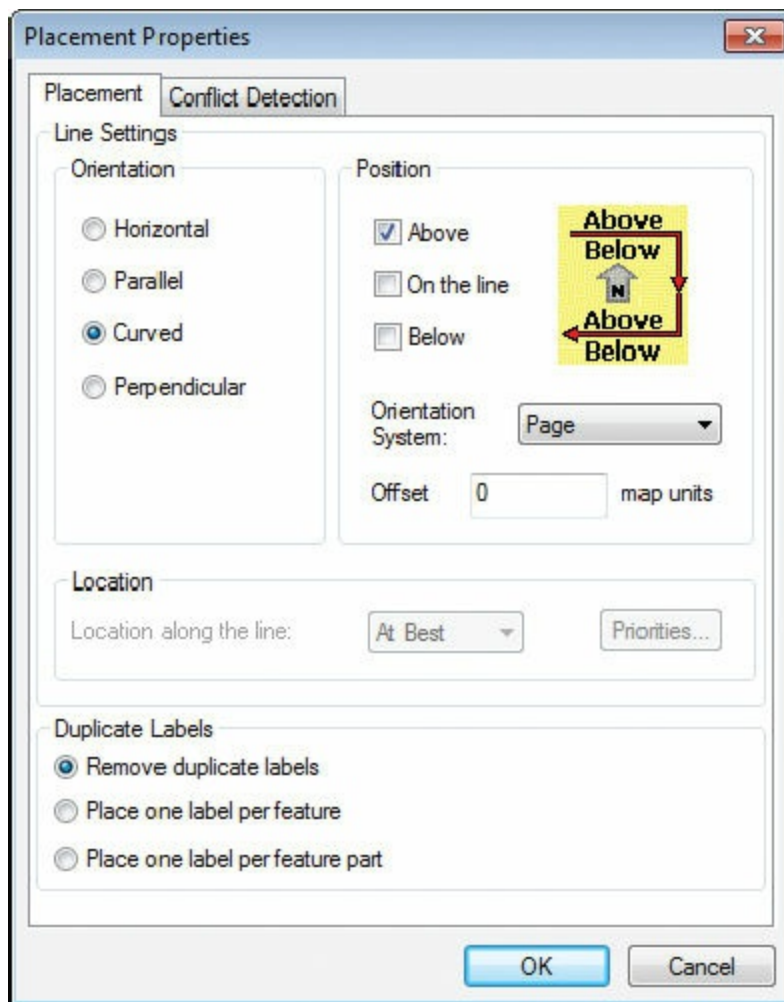 Placement Properties
Placement
Conflict Detection
Line Settings
Orientation
Horizontal
Parallel
Curved
Perpendicular
Position
Above
On the line
Below
Above
Below
N
Above
Below
Orientation
System:
Page
Offset
0
map units
Location
Location along the line:
At Best
Priorities...
Duplicate Labels
Remove duplicate labels
Place one label per feature
Place one label per feature part
OK
Cancel